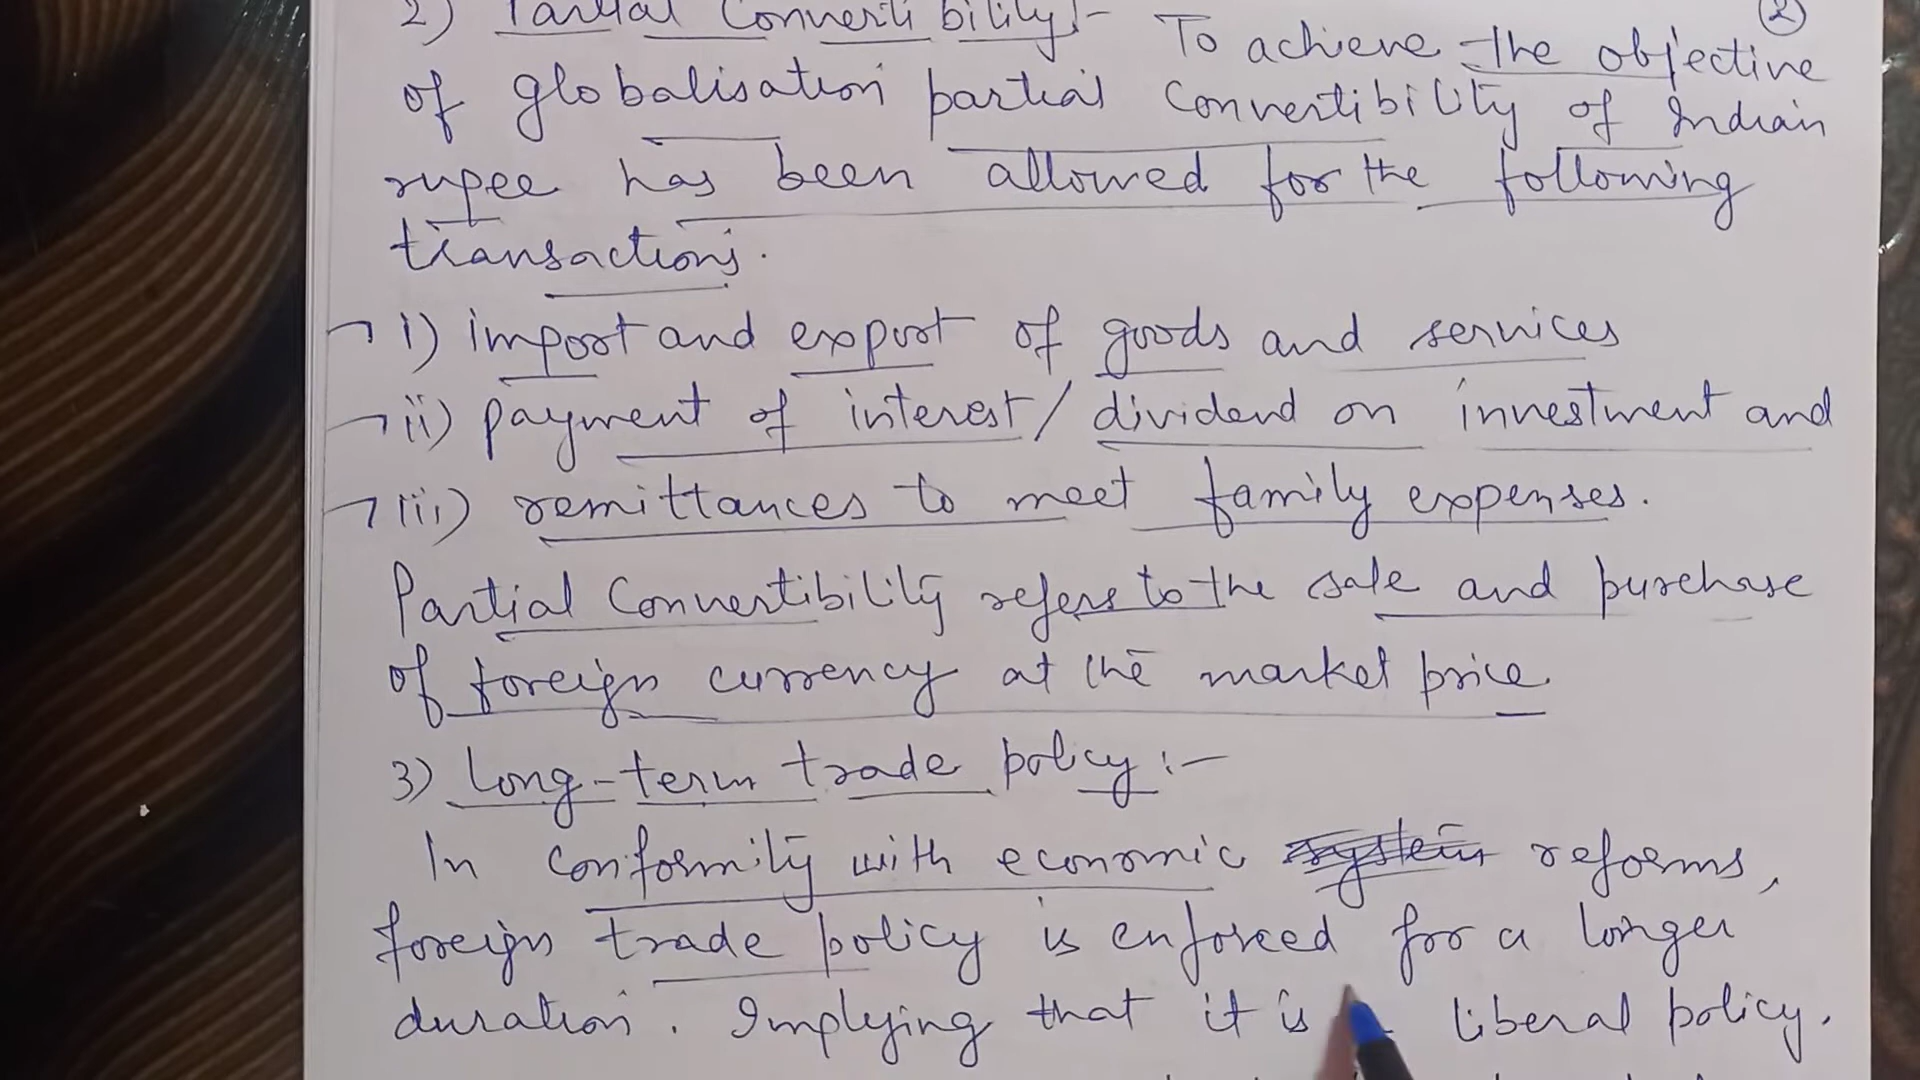 ②
2) Partial Convertibility:- To achieve the objective
of globalisation partial convertibility of Indian
rupee has been allowed for the following
transactions.
i) import and export of goods and services
ii) payment of interest/dividend on investment and
iii) remittances to meet family expenses.
Partial Convertibility refers to the sale and purchase
of foreign currency at the market price
3) Long-term trade policy:-
In conformity with economic system reforms,
foreign trade policy is enforced for a longer
duration. Implying that it is liberal policy.